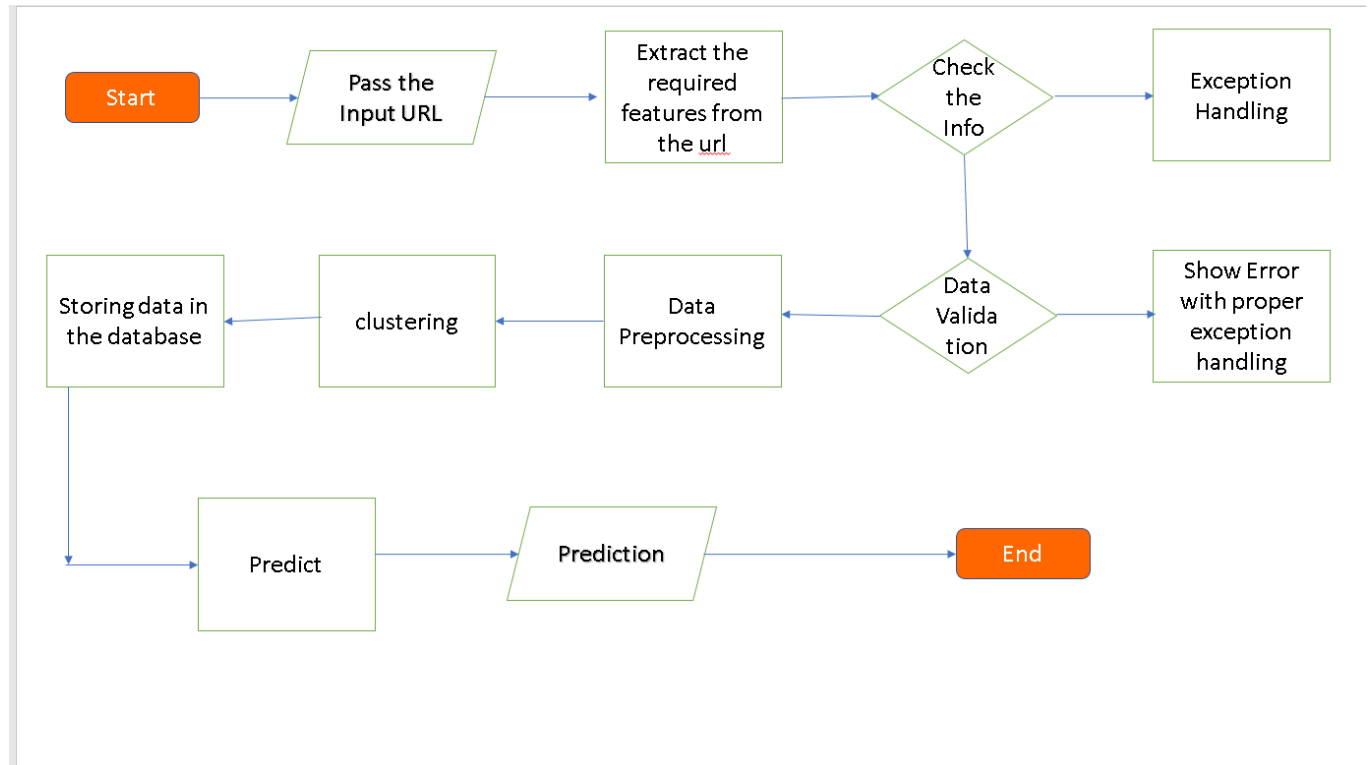 Start
Pass the
Input URL
Extract the
required
features from
the url
Check
the
Info
Exception
Handling
Storing data in
the database
clustering
Data
Preprocessing
Data
Valida
tion
Show Error
with proper
exception
handling
Predict
Prediction
End